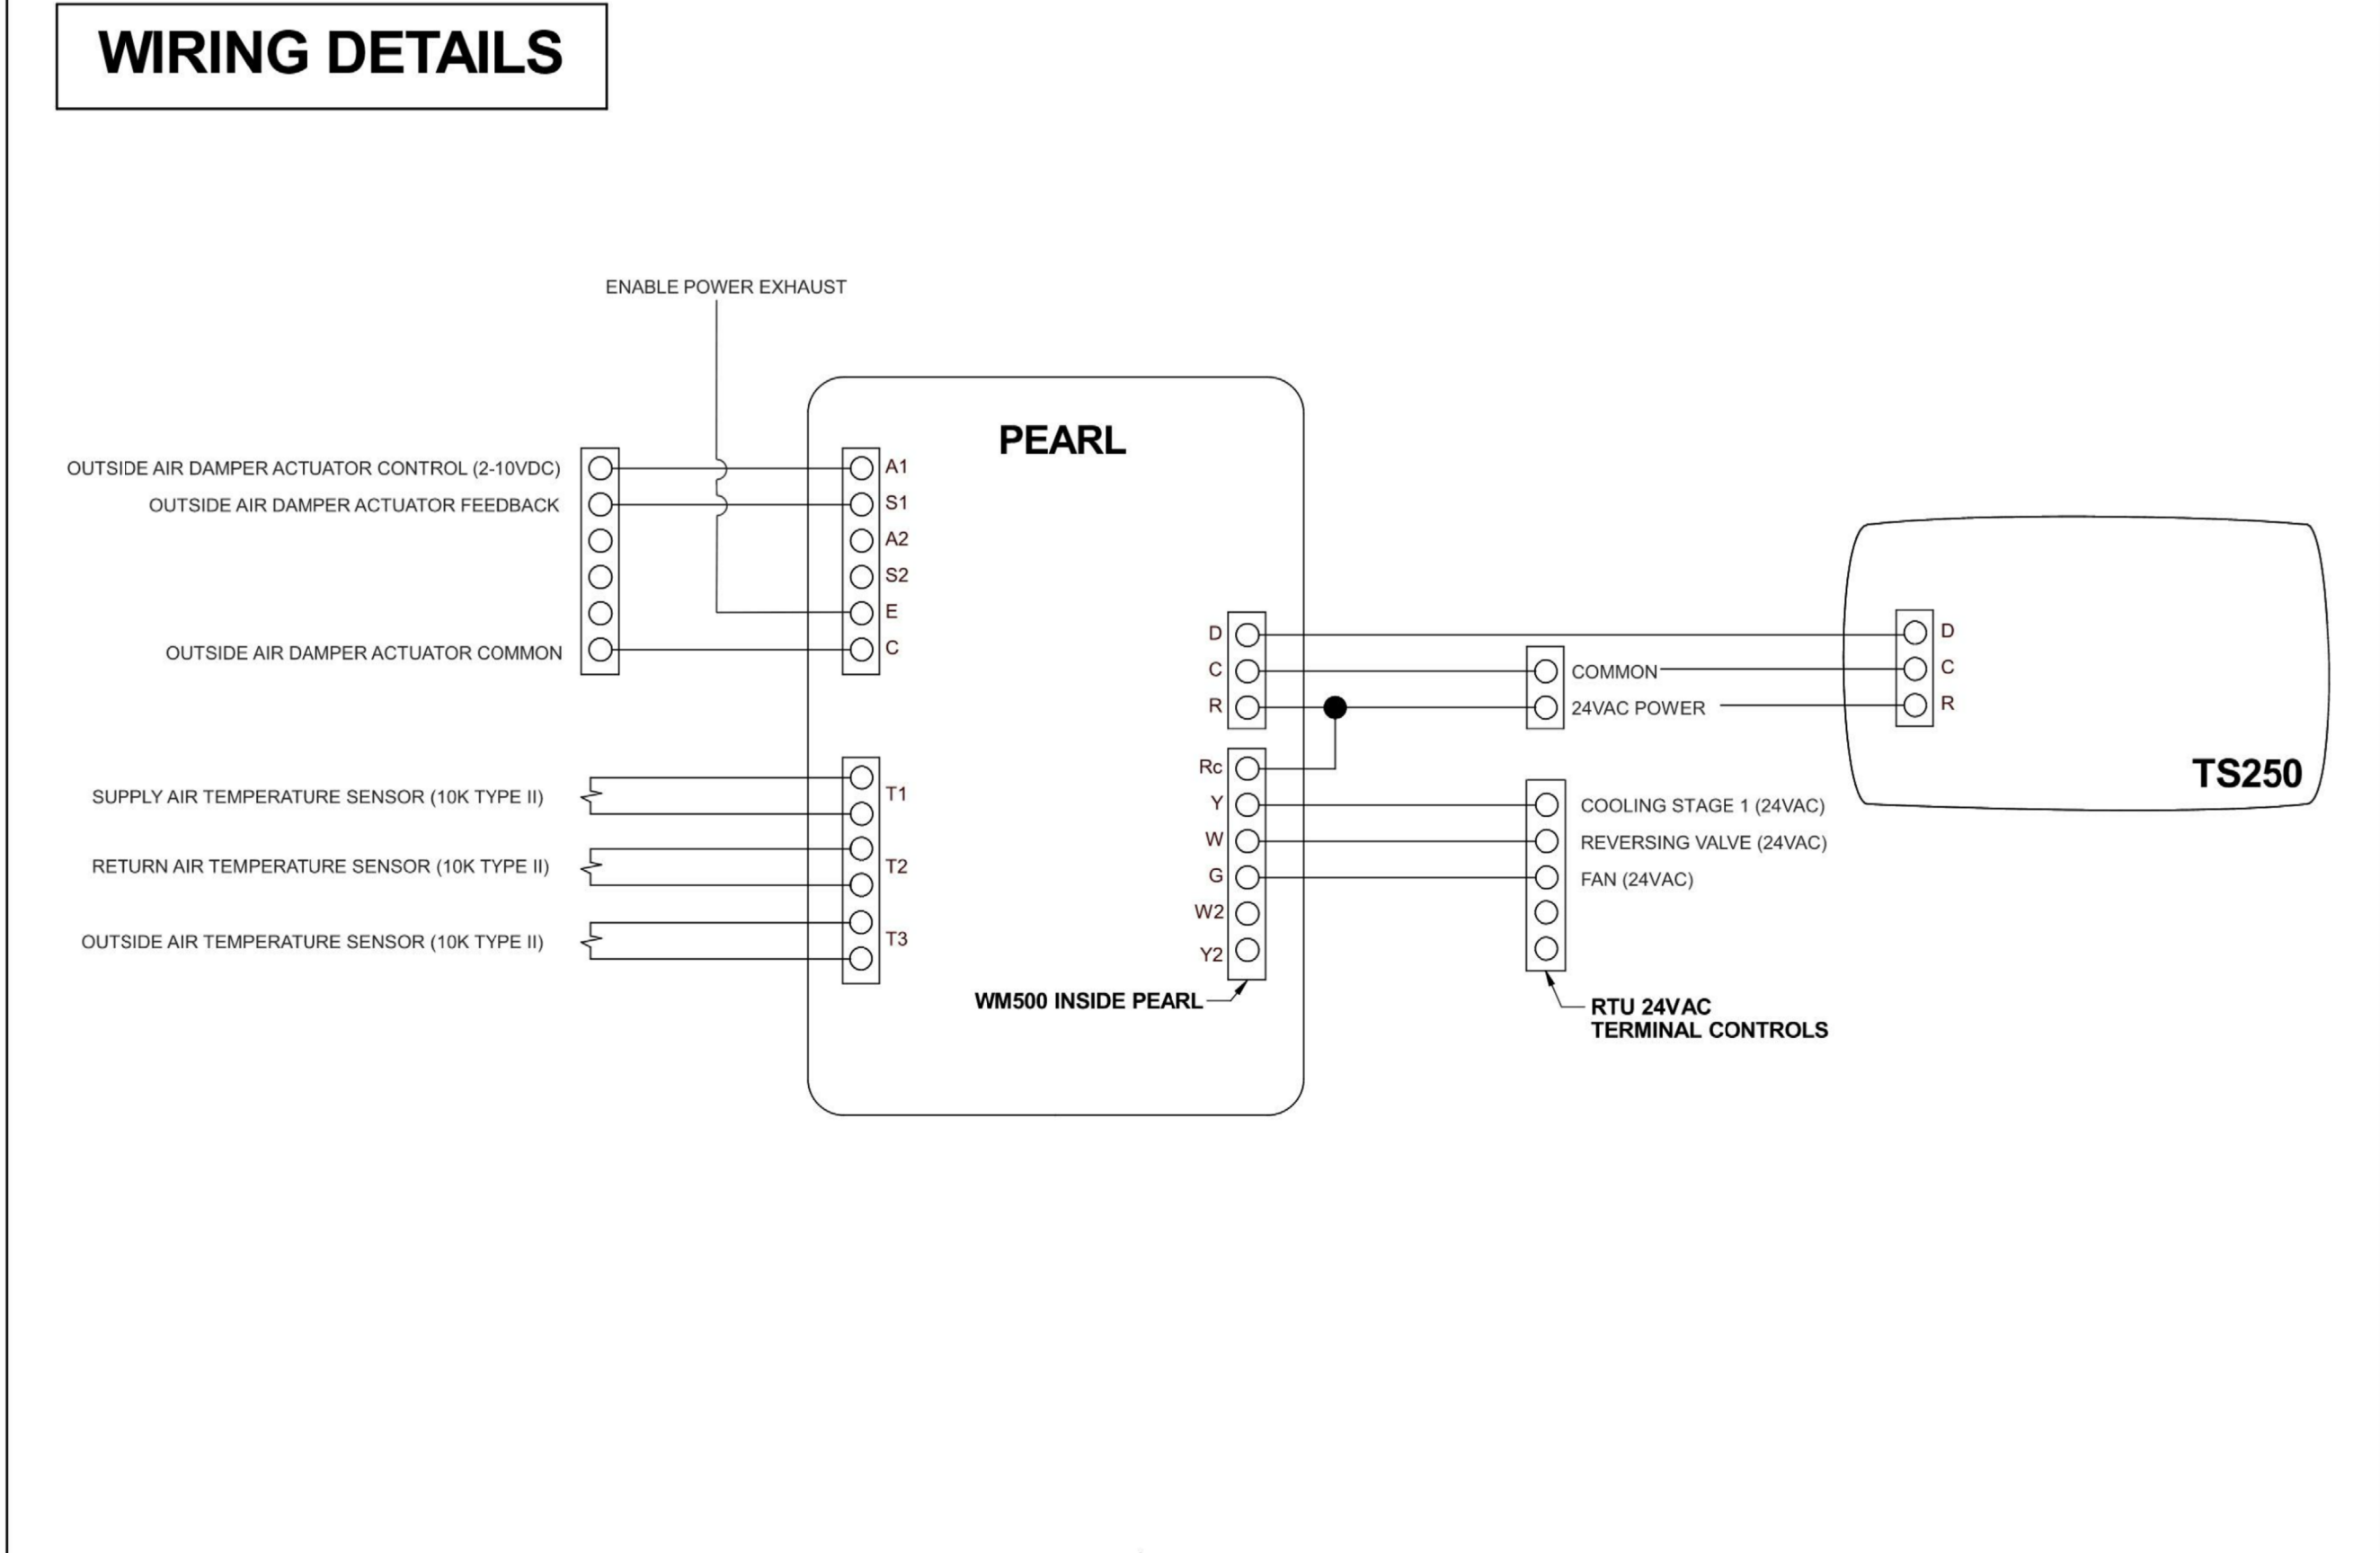 WIRING DETAILS
ENABLE POWER EXHAUST
PEARL
OUTSIDE AIR DAMPER ACTUATOR CONTROL (2-10VDC)
OUTSIDE AIR DAMPER ACTUATOR FEEDBACK
OUTSIDE AIR DAMPER ACTUATOR COMMON
A1
S1
A2
S2
E
C
SUPPLY AIR TEMPERATURE SENSOR (10K TYPE II)
RETURN AIR TEMPERATURE SENSOR (10K TYPE II)
OUTSIDE AIR TEMPERATURE SENSOR (10K TYPE II)
T1
T2
T3
D
C
R
Rc
Y
W
G
W2
Y2
WM500 INSIDE PEARL
COMMON
24VAC POWER
COOLING STAGE 1 (24VAC)
REVERSING VALVE (24VAC)
FAN (24VAC)
RTU 24VAC
TERMINAL CONTROLS
D
C
R
TS250